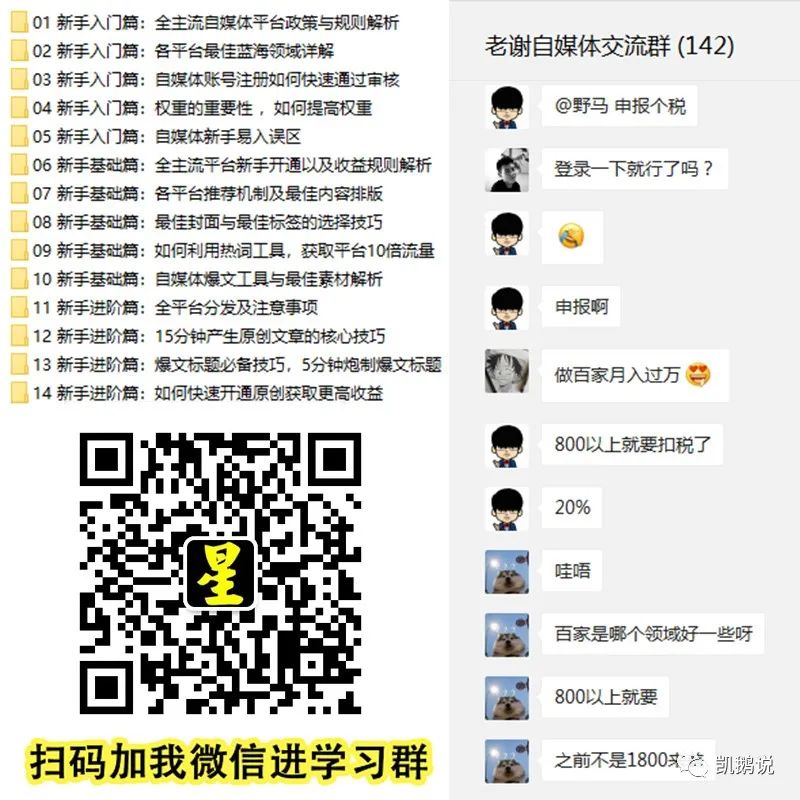 01 新手入门篇：全主流自媒体平台政策与规则解析
02 新手入门篇：各平台最佳蓝海领域详解
03 新手入门篇：自媒体账号注册如何快速通过审核
04 新手入门篇：权重的重要性 ，如何提高权重
05 新手入门篇：自媒体新手易入误区
06 新手基础篇：全主流平台新手开通以及收益规则解析
07 新手基础篇：各平台推荐机制及最佳内容排版
08 新手基础篇：最佳封面与最佳标签的选择技巧
09 新手基础篇：如何利用热词工具，获取平台10倍流量
10 新手基础篇：自媒体爆文工具与最佳素材解析
11 新手进阶篇：全平台分发及注意事项
12 新手进阶篇：15分钟产生原创文章的核心技巧
13 新手进阶篇：爆文标题必备技巧，5分钟炮制爆文标题
14 新手进阶篇：如何快速开通原创获取更高收益
星
扫码加我微信进学习群
老谢自媒体交流群 (142)
@野马 申报个税
登录一下就行了吗？
申报啊
做百家月入过万
800以上就要扣税了
20%
哇唔
百家是哪个领域好一些呀
800以上就要
之前不是1800来
凯鹅说